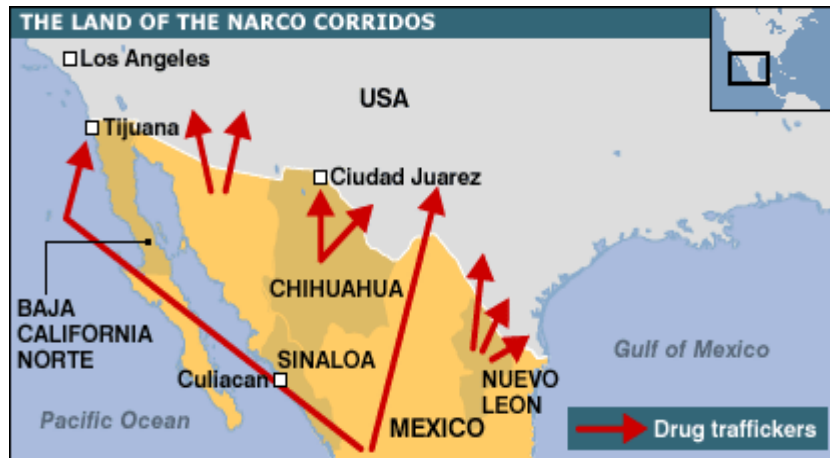 THE LAND OF THE NARCO CORRIDOS
Los Angeles
USA
Tijuana
Ciudad Juarez
CHIHUAHUA
BAJA
CALIFORNIA
NORTE
SINALOA
Culiacan
NUEVO
LEON
Gulf of Mexico
Pacific Ocean
MEXICO
Drug traffickers